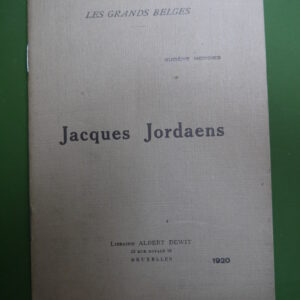 LES GRANDS BELGES
Jacques Jordaens
LIBRAIRIE ALBERT DEWIT
BRUXELLES
1920